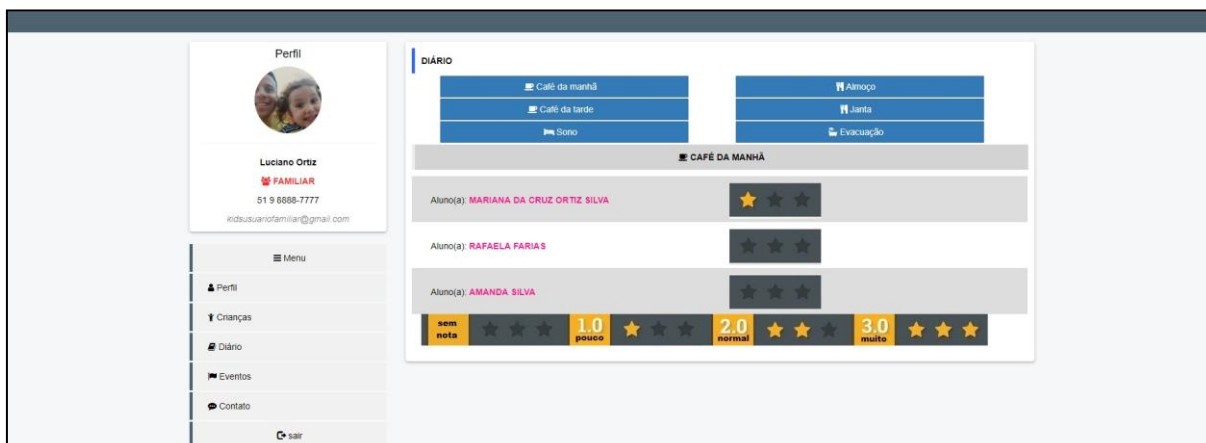 Perfil
Luciano Ortiz
FAMILIAR
51 9 8888-7777
kidsusuariofamiliar@gmail.com
Menu
Perfil
Crianças
Diário
Eventos
Contato
sair
DIÁRIO
Café da manhã
Almoço
Café da tarde
Janta
Sono
Evacuação
CAFÉ DA MANHÃ
Aluno(a): MARIANA DA CRUZ ORTIZ SILVA
Aluno(a): RAFAELA FARIAS
Aluno(a): AMANDA SILVA
sem
nota
1.0
pouco
2.0
normal
3.0
muito